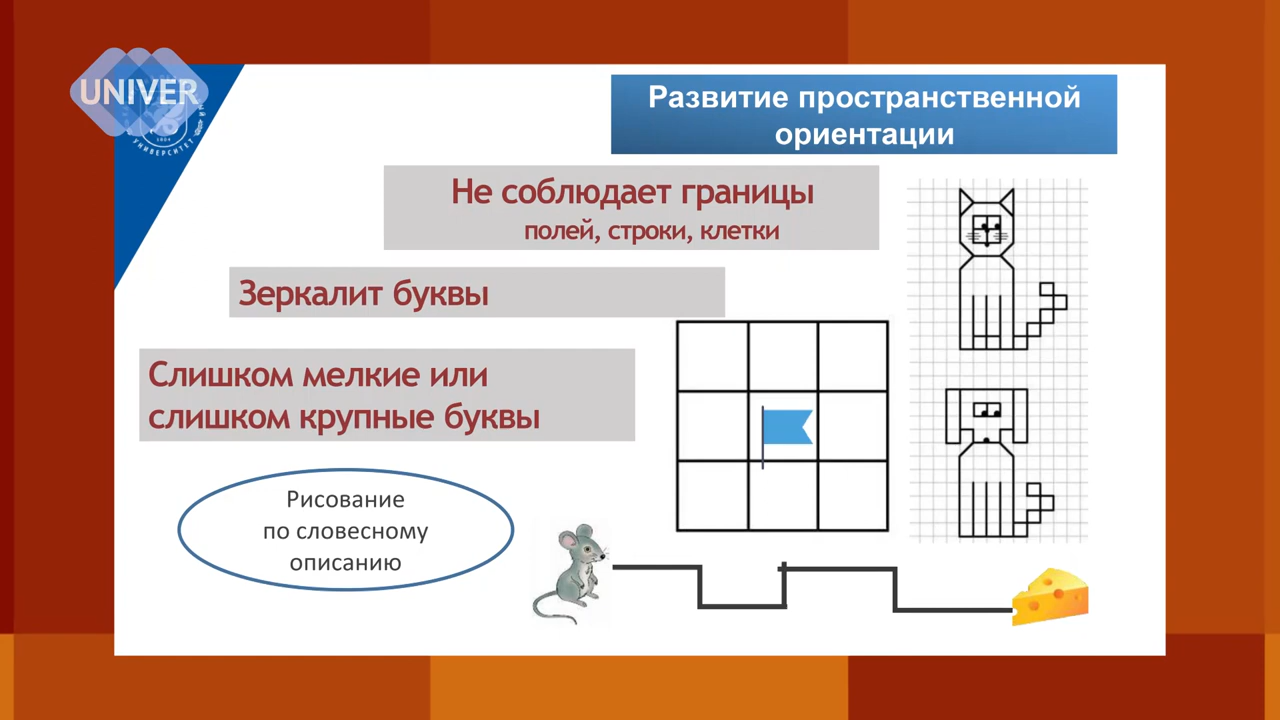 UNIVER
УНИВЕРСИТЕТ
1804
Развитие пространственной
ориентации
Не соблюдает границы
полей, строки, клетки
Зеркалит буквы
Слишком мелкие или
слишком крупные буквы
Рисование
по словесному
описанию